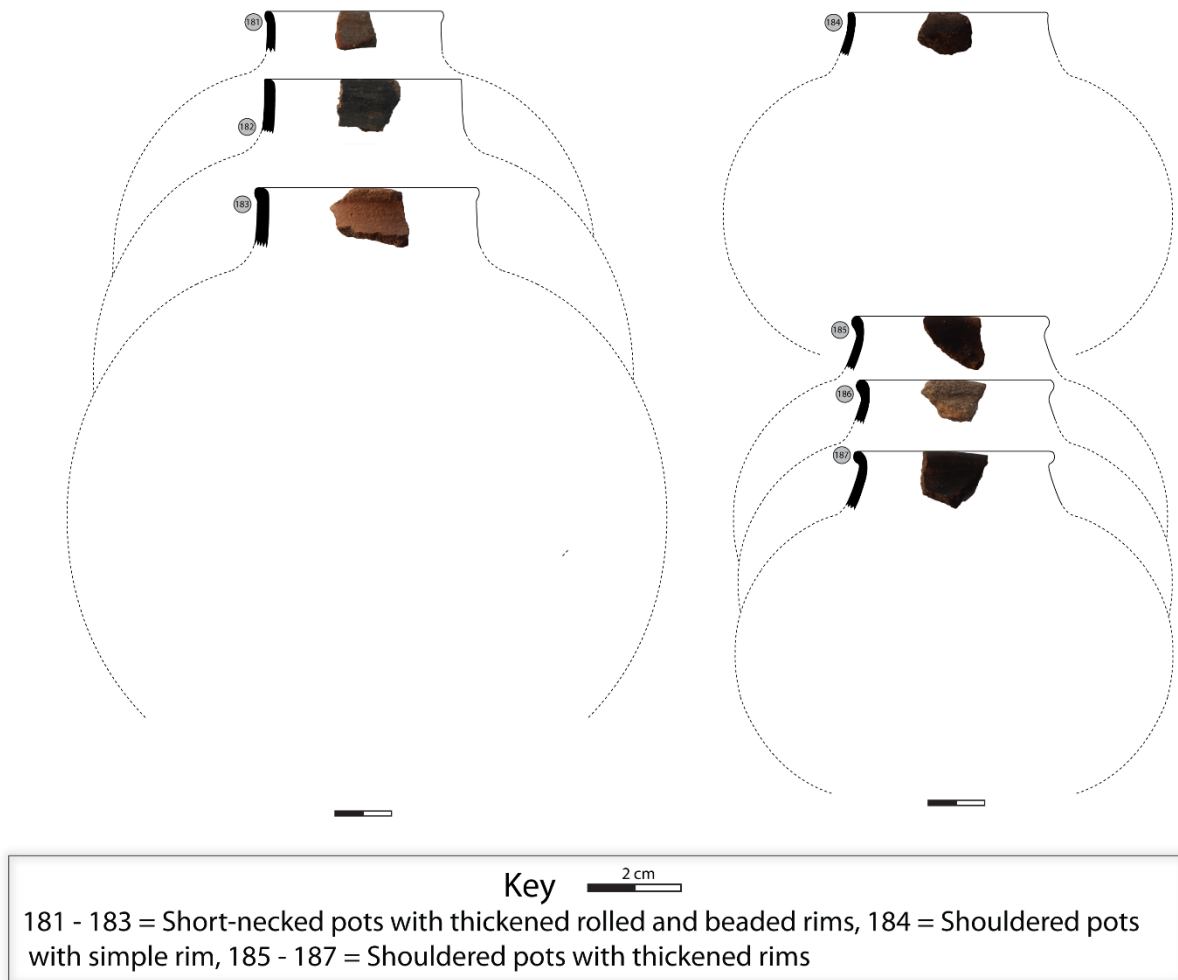 181
182
183
184
185
186
187
Key
2 cm
181 - 183 = Short-necked pots with thickened rolled and beaded rims, 184 = Shouldered pots
with simple rim, 185 - 187 = Shouldered pots with thickened rims